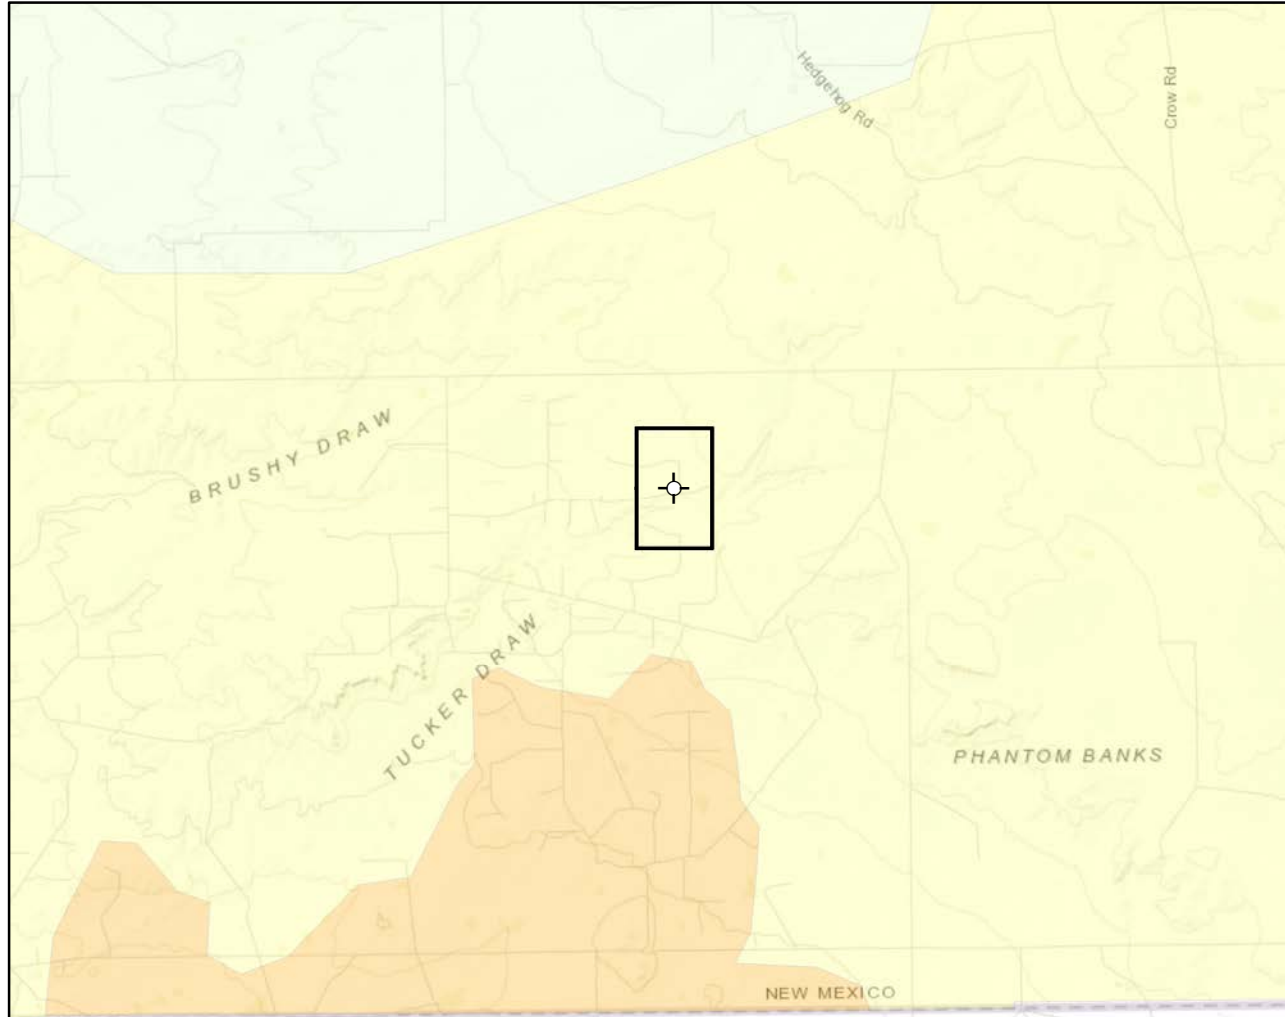 Hedgehog Rd
Crow Rd
BRUSHY DRAW
TUCKER DRAW
PHANTOM BANKS
NEW MEXICO